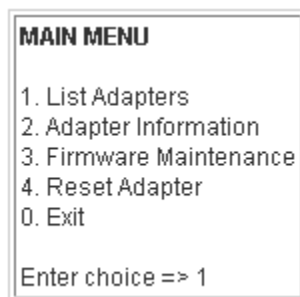 MAIN MENU
1. List Adapters
2. Adapter Information
3. Firmware Maintenance
4. Reset Adapter
0. Exit
Enter choice => 1